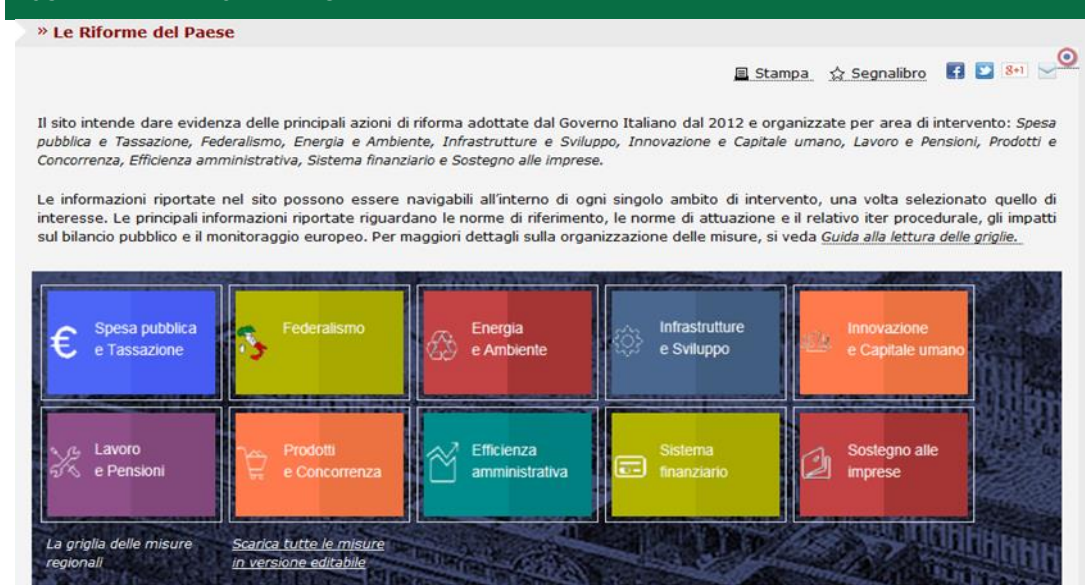 » Le Riforme del Paese
Stampa Segnalibro 8+1
Il sito intende dare evidenza delle principali azioni di riforma adottate dal Governo Italiano dal 2012 e organizzate per area di intervento: Spesa
pubblica e Tassazione, Federalismo, Energia e Ambiente, Infrastrutture e Sviluppo, Innovazione e Capitale umano, Lavoro e Pensioni, Prodotti e
Concorrenza, Efficienza amministrativa, Sistema finanziario e Sostegno alle imprese.
Le informazioni riportate nel sito possono essere navigabili all'interno di ogni singolo ambito di intervento, una volta selezionato quello di
interesse. Le principali informazioni riportate riguardano le norme di riferimento, le norme di attuazione e il relativo iter procedurale, gli impatti
sul bilancio pubblico e il monitoraggio europeo. Per maggiori dettagli sulla organizzazione delle misure, si veda Guida alla lettura delle griglie.
€ Spesa pubblica
e Tassazione
Federalismo
Energia
e Ambiente
Infrastrutture
e Sviluppo
Innovazione
e Capitale umano
Lavoro
e Pensioni
Prodotti
e Concorrenza
Efficienza
amministrativa
Sistema
finanziario
Sostegno alle
imprese
La griglia delle misure
regionali
Scarica tutte le misure
in versione editabile